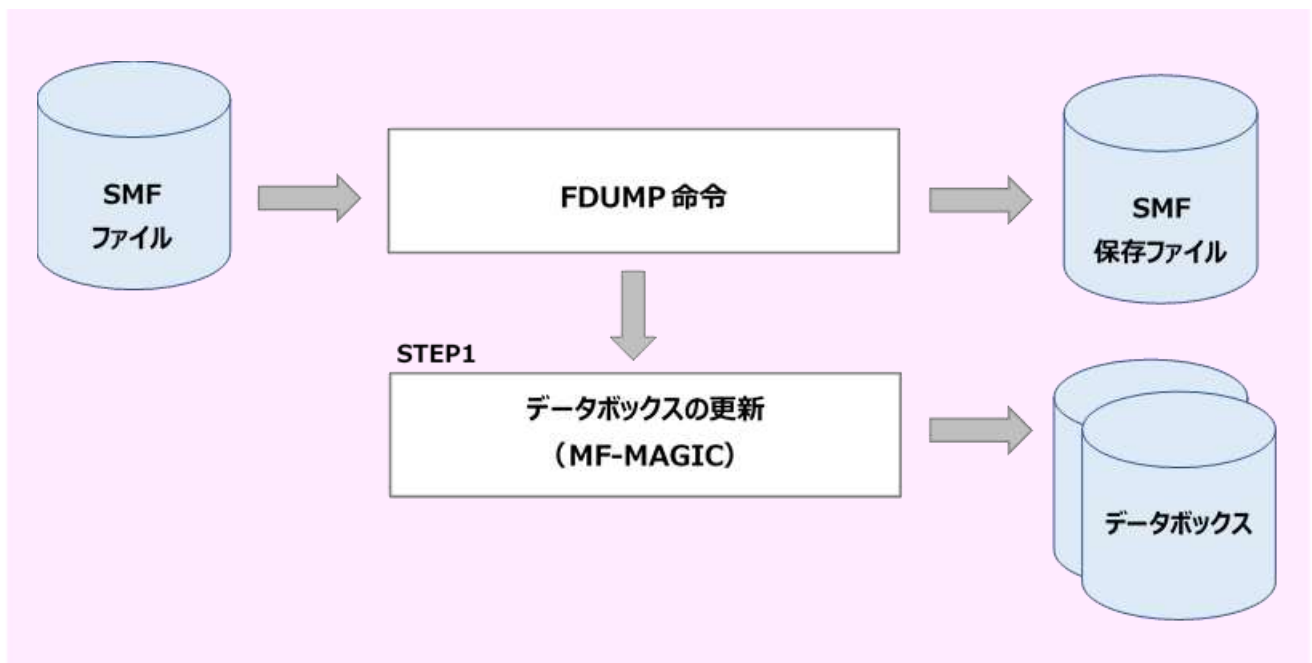 SMF
ファイル
FDUMP 命令
SMF
保存ファイル
STEP1
データボックスの更新
（MF-MAGIC）
データボックス